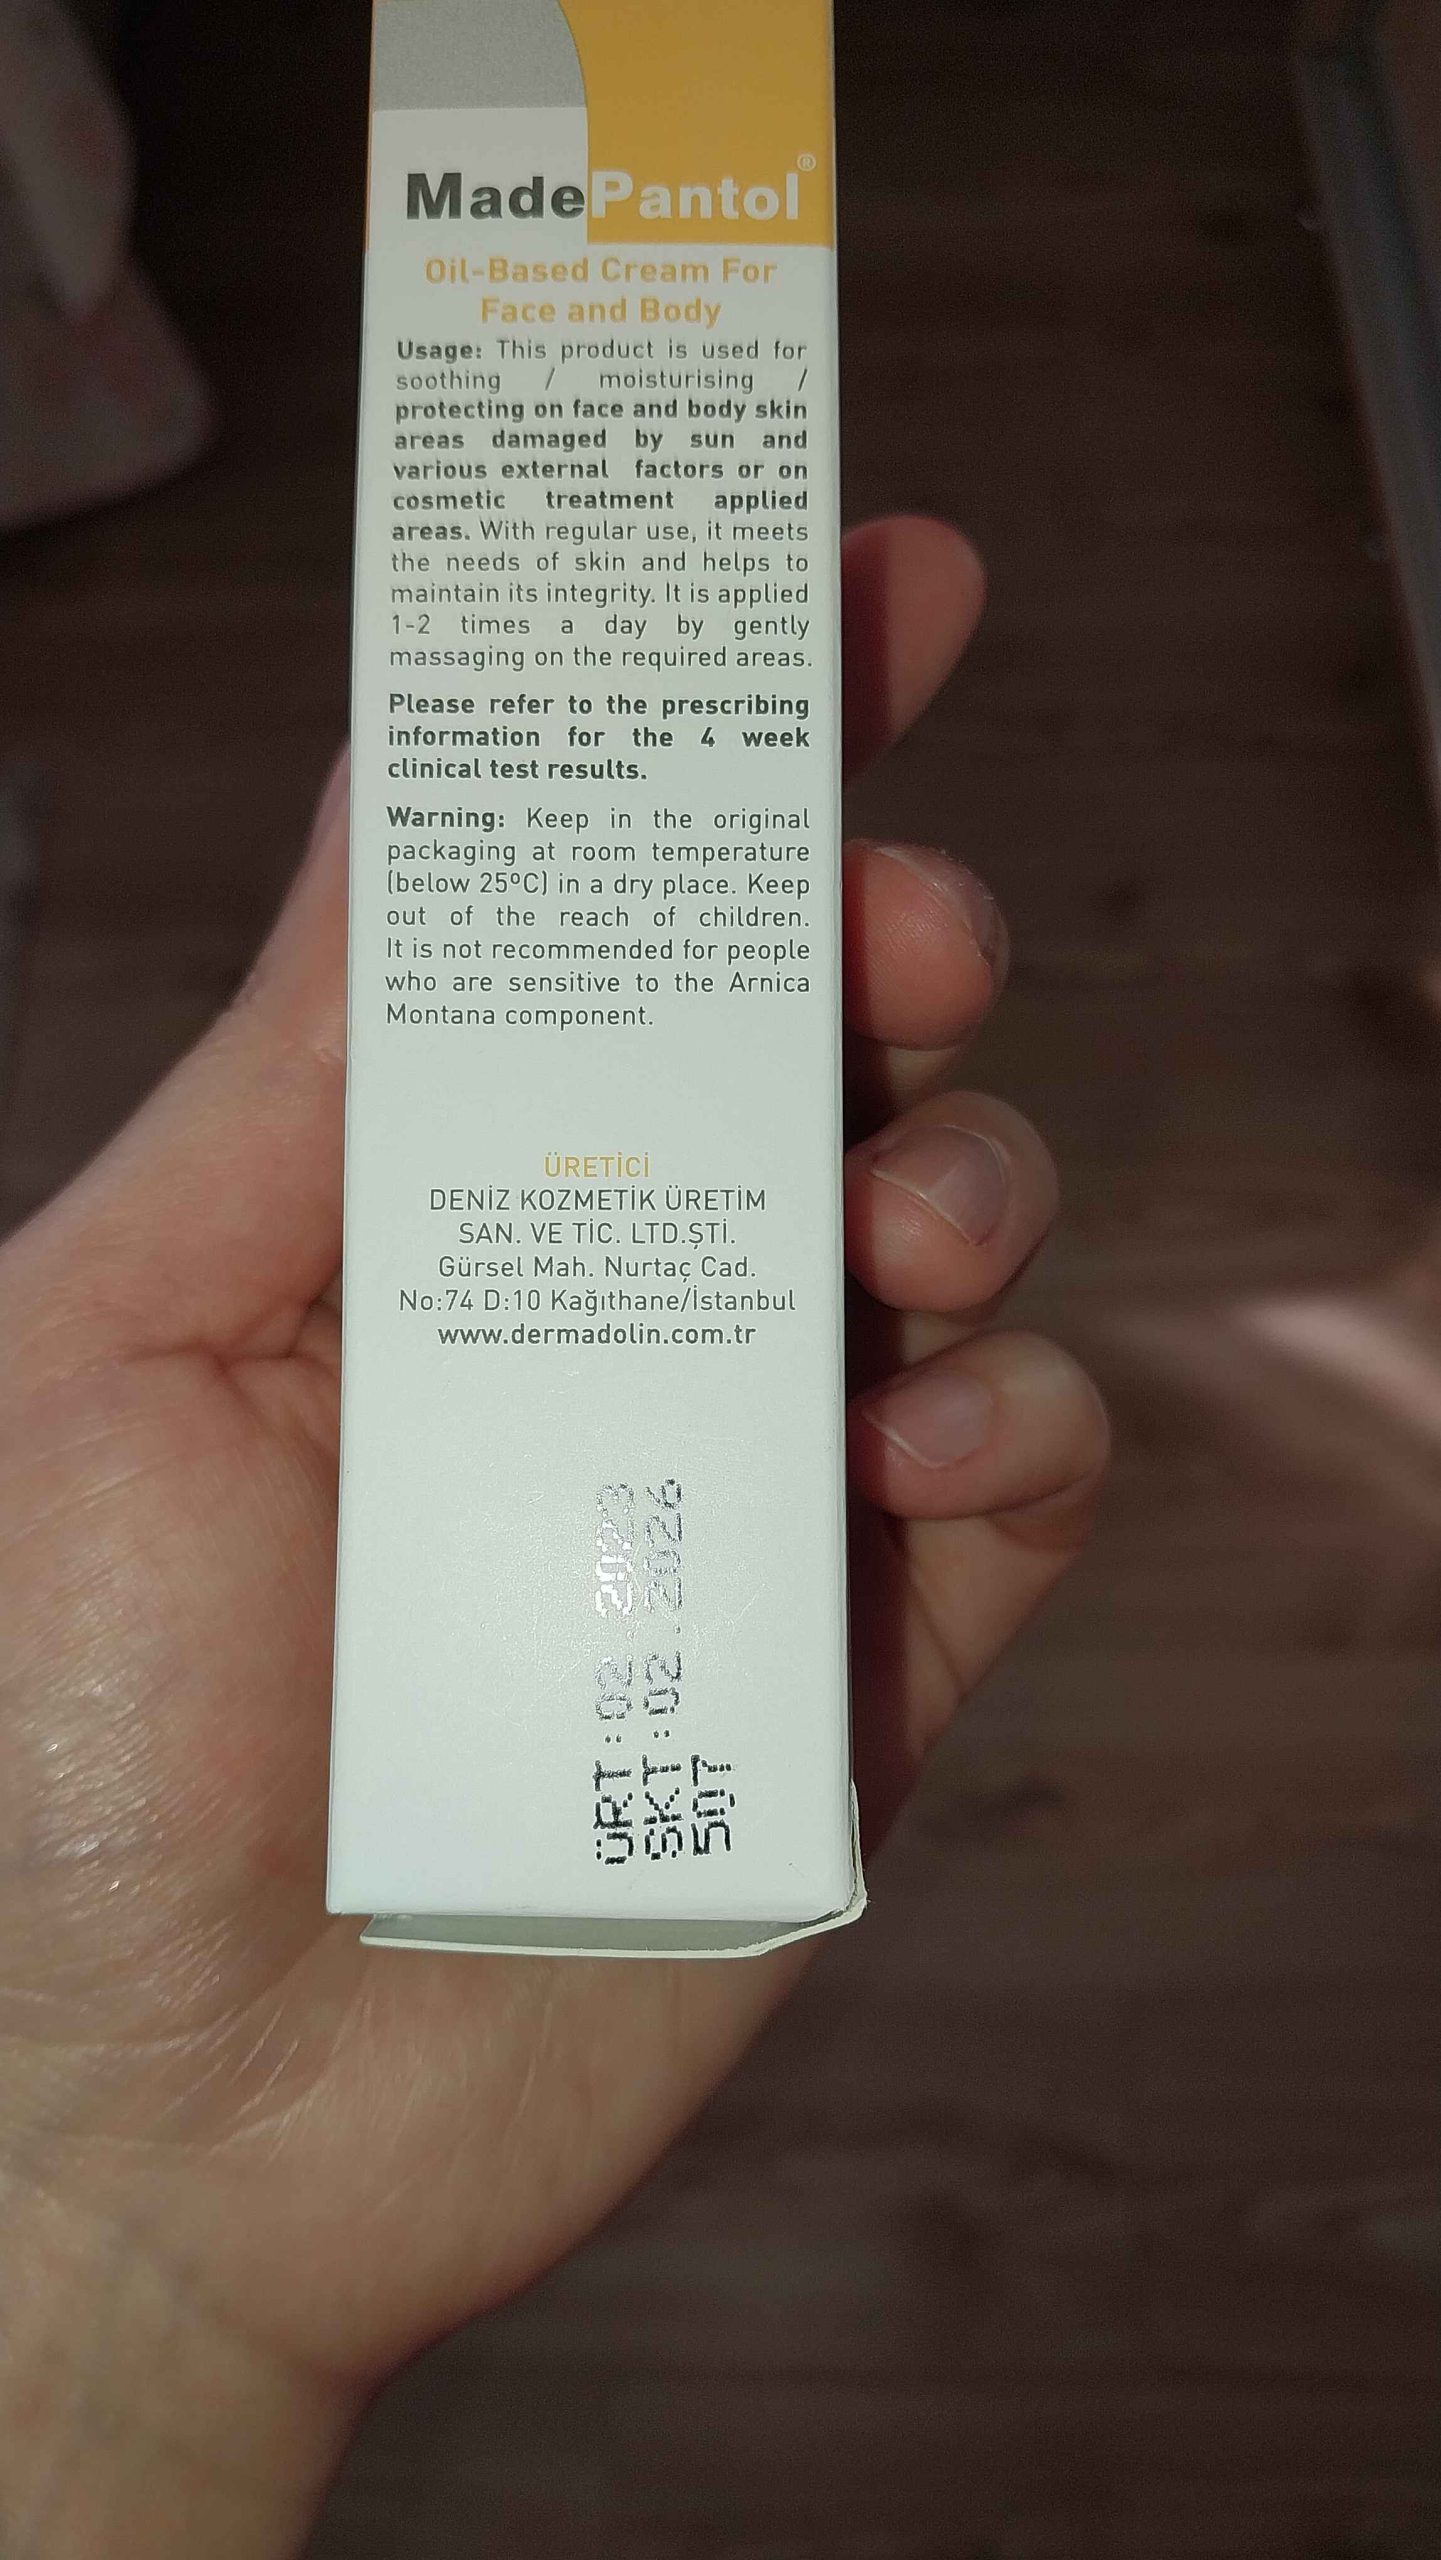 MadePantol®
Oil-Based Cream For
Face and Body
Usage: This product is used for
soothing / moisturising /
protecting on face and body skin
areas damaged by sun and
various external factors or on
cosmetic treatment applied
areas. With regular use, it meets
the needs of skin and helps to
maintain its integrity. It is applied
1-2 times a day by gently
massaging on the required areas.
Please refer to the prescribing
information for the 4 week
clinical test results.
Warning: Keep in the original
packaging at room temperature
(below 25ºC) in a dry place. Keep
out of the reach of children.
It is not recommended for people
who are sensitive to the Arnica
Montana component.
ÜRETİCİ
DENİZ KOZMETİK ÜRETİM
SAN. VE TİC. LTD.ŞTİ.
Gürsel Mah. Nurtaç Cad.
No:74 D:10 Kağıthane/İstanbul
www.dermadolin.com.tr
ÜRT:02.2023
SKT:02.2026
507